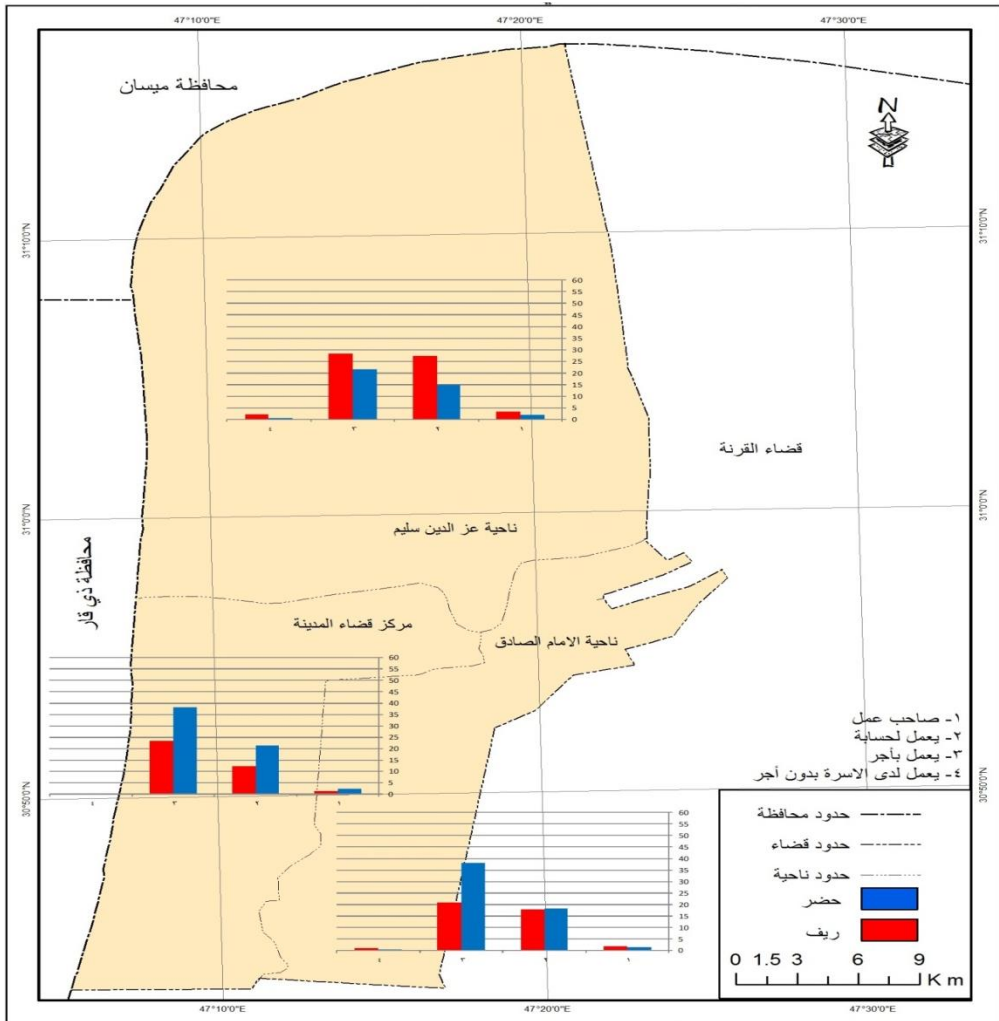 47°10'0"E 47°20'0"E 47°30'0"E
محافظة ميسان
N
31°10'0"N 31°10'0"N
60
55
50
45
40
35
30
25
20
15
10
5
0
٤ ٣ ٢ ١
قضاء القرنة
31°0'0"N 31°0'0"N
ناحية عز الدين سليم
محافظة ذي قار
مركز قضاء المدينة
ناحية الامام الصادق
60
55
50
45
40
35
30
25
20
15
10
5
0
٤ ٣ ٢ ١
١- صاحب عمل
٢- يعمل لحسابة
٣- يعمل بأجر
٤- يعمل لدى الاسرة بدون أجر
30°50'0"N 30°50'0"N
60
55
50
45
40
35
30
25
20
15
10
5
0
٤ ٣ ٢ ١
حدود محافظة
حدود قضاء
حدود ناحية
حضر
ريف
0 1.5 3 6 9
Km
47°10'0"E 47°20'0"E 47°30'0"E